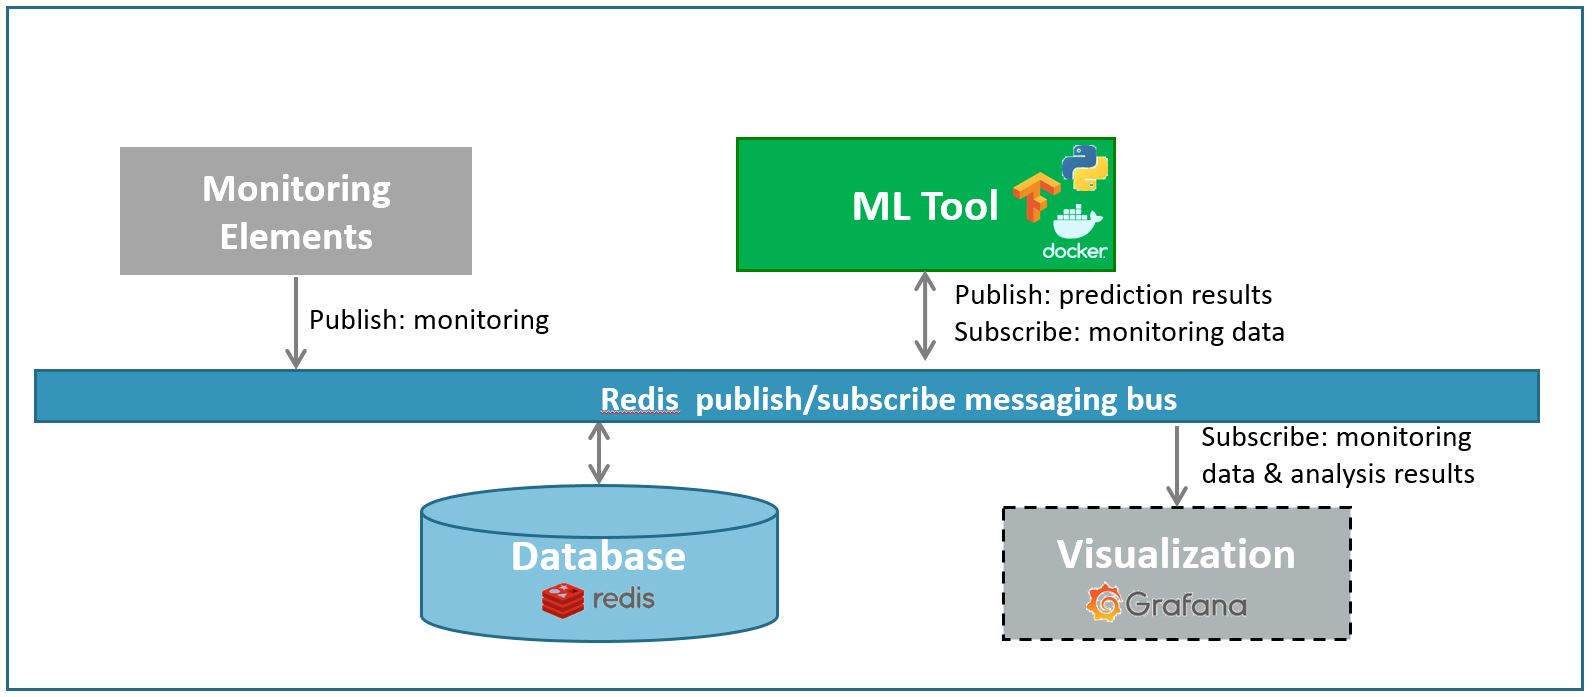 Monitoring
Elements
ML Tool
docker
Publish: monitoring
Publish: prediction results
Subscribe: monitoring data
Redis  publish/subscribe messaging bus
Subscribe: monitoring
data & analysis results
Database
redis
Visualization
Grafana